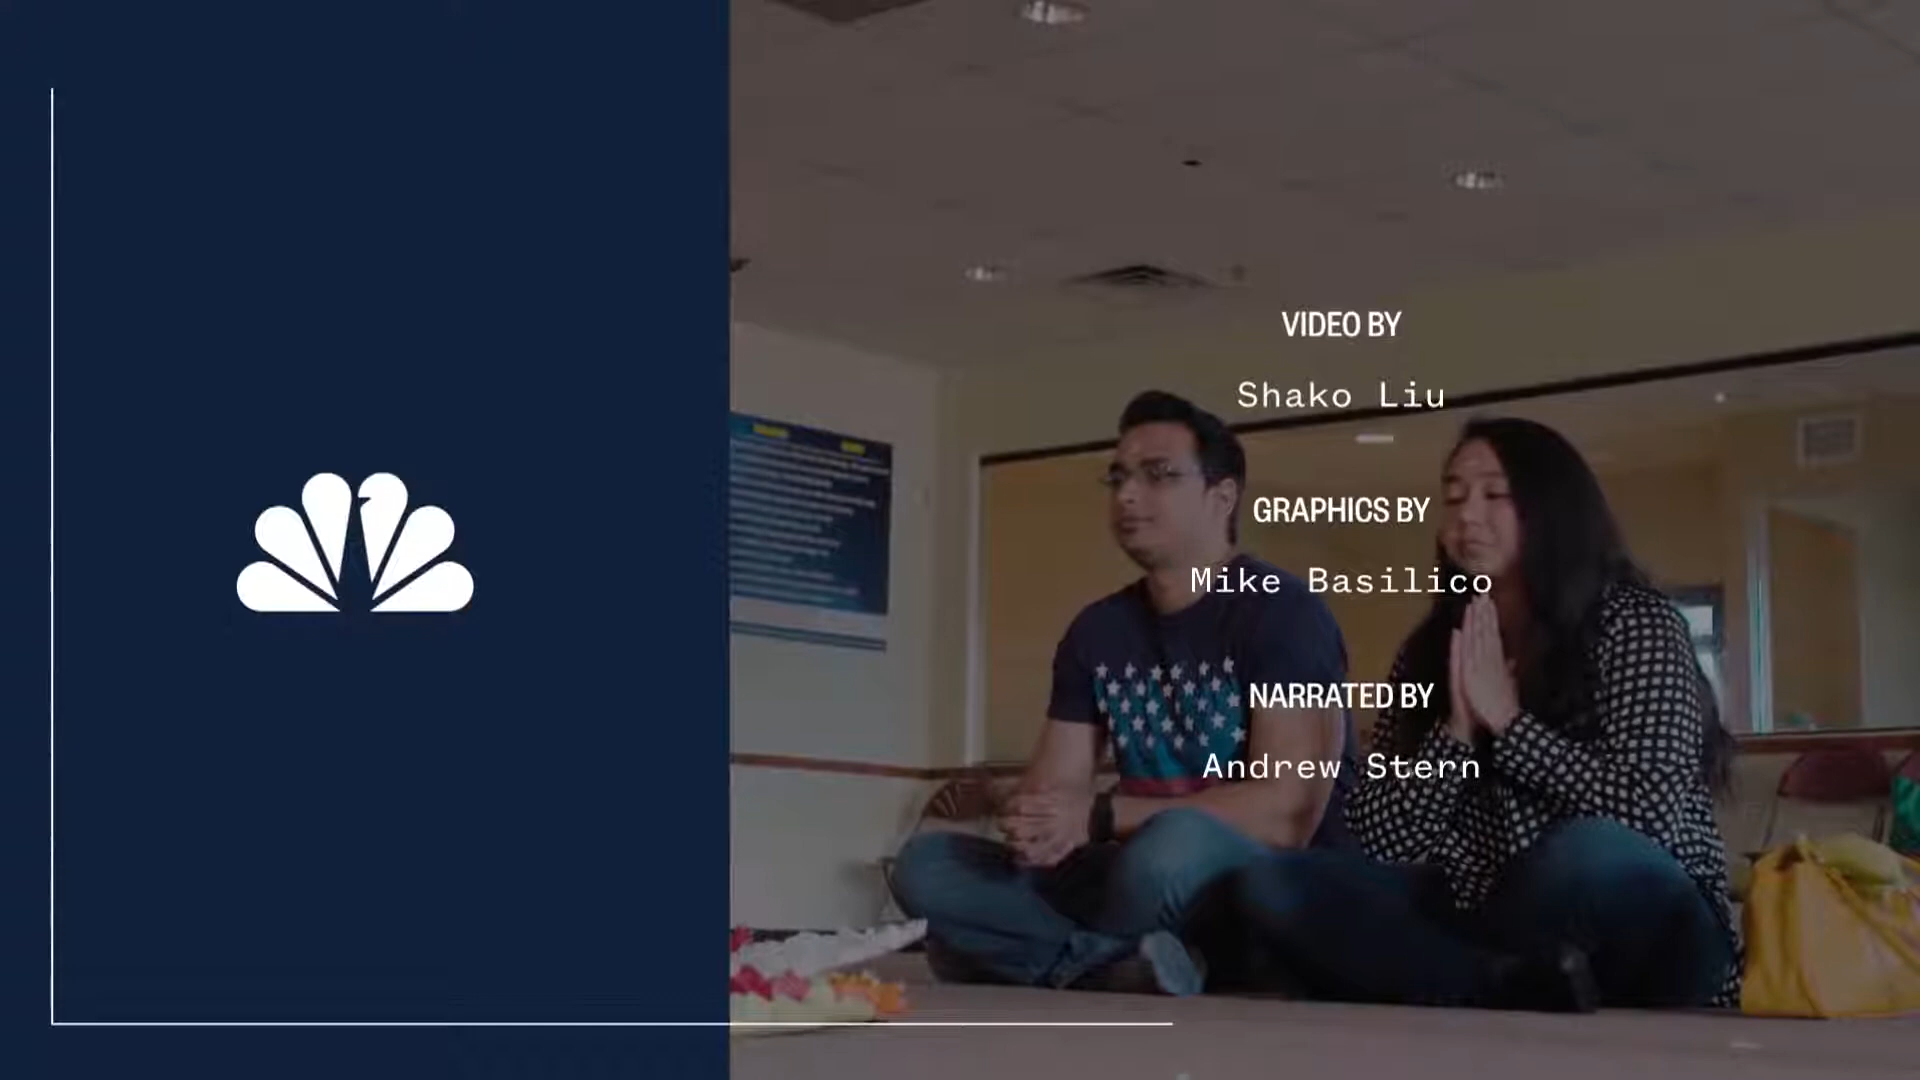 VIDEO BY
Shako Liu
GRAPHICS BY
Mike Basilico
NARRATED BY
Andrew Stern